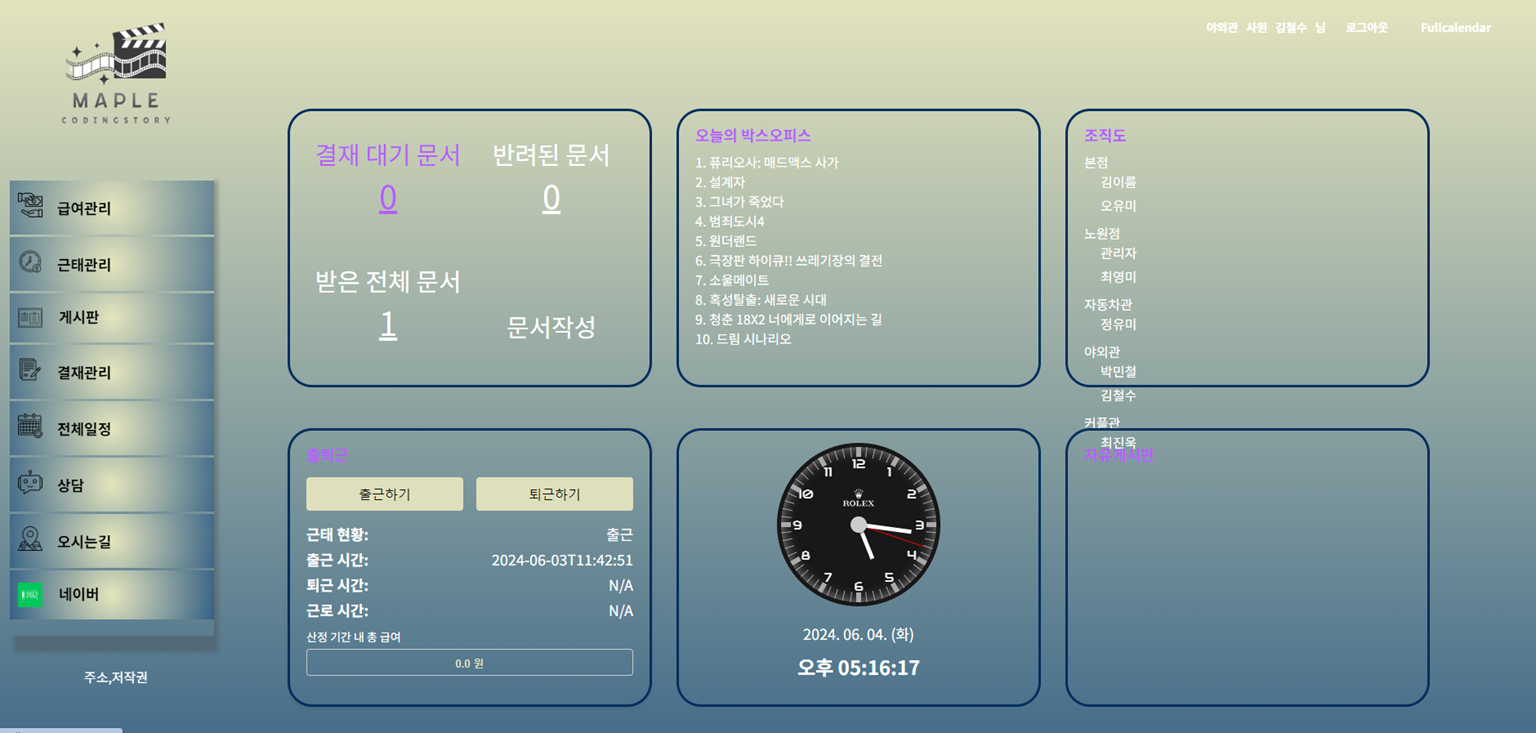 야외관 사원 김철수 님 로그아웃 Fullcalendar
MAPLE
CODINGSTORY
급여관리
근태관리
게시판
결재관리
전체일정
상담
오시는길
네이버
주소,저작권
결재 대기 문서 반려된 문서
0 0
받은 전체 문서
1 문서작성
오늘의 박스오피스
1. 퓨리오사: 매드맥스 사가
2. 설계자
3. 그녀가 죽었다
4. 범죄도시4
5. 원더랜드
6. 극장판 하이큐!! 쓰레기장의 결전
7. 소울메이트
8. 혹성탈출: 새로운 시대
9. 청춘 18X2 너에게로 이어지는 길
10. 드림 시나리오
조직도
본점
김이름
오유미
노원점
관리자
최영미
자동차관
정유미
야외관
박민철
김철수
커플관
최진욱
출퇴근
출근하기 퇴근하기
근태 현황: 출근
출근 시간: 2024-06-03T11:42:51
퇴근 시간: N/A
근로 시간: N/A
산정 기간 내 총 급여
0.0 원
12
1
2
3
4
5
6
7
8
9
10
11
ROLEX
2024. 06. 04. (화)
오후 05:16:17
자유게시판